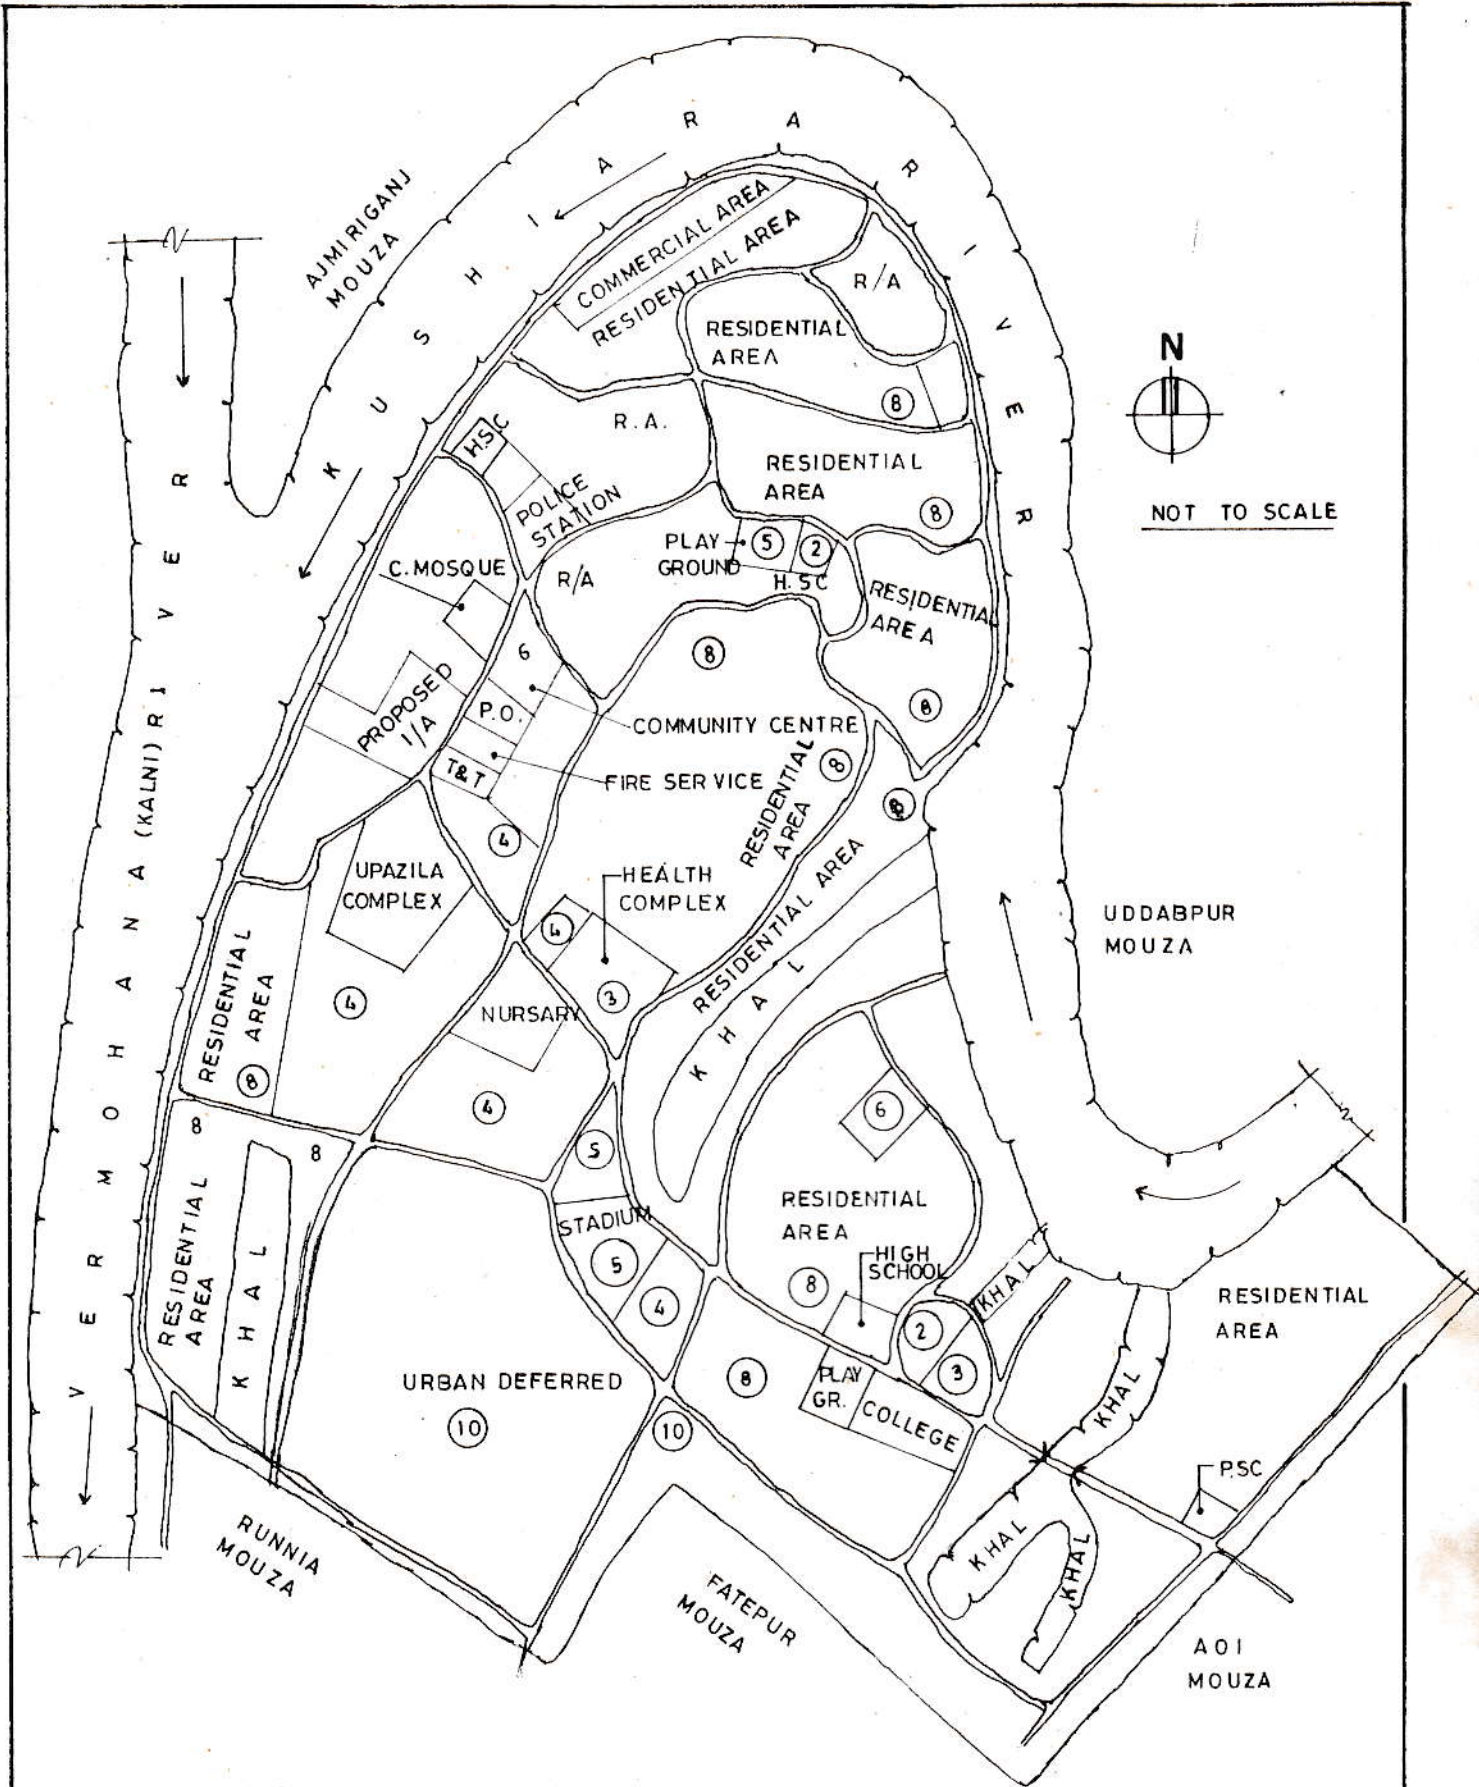 KUSHIARA RIVER
AJMIRIGANJ
MOUZA
COMMERCIAL AREA
RESIDENTIAL AREA
R/A
RESIDENTIAL
AREA
8
N
NOT TO SCALE
R.A.
HSC
POLICE
STATION
RESIDENTIAL
AREA
8
PLAY
GROUND
5
2
H.SC
C.MOSQUE
R/A
RESIDENTIAL
AREA
8
8
6
PROPOSED
I/A
P.O.
COMMUNITY CENTRE
FIRE SERVICE
T&T
4
RESIDENTIAL
AREA
8
8
RESIDENTIAL AREA
VERMOHANA (KALNI) RIVER
UPAZILA
COMPLEX
HEALTH
COMPLEX
4
3
UDDABPUR
MOUZA
RESIDENTIAL
AREA
8
4
NURSARY
4
KHAL
6
8
8
5
RESIDENTIAL
AREA
KHAL
STADIUM
5
4
RESIDENTIAL
AREA
8
HIGH
SCHOOL
2
3
KHAL
RESIDENTIAL
AREA
URBAN DEFERRED
10
10
8
PLAY
GR.
COLLEGE
KHAL
P.SC
KHAL
KHAL
RUNNIA
MOUZA
FATEPUR
MOUZA
AOI
MOUZA